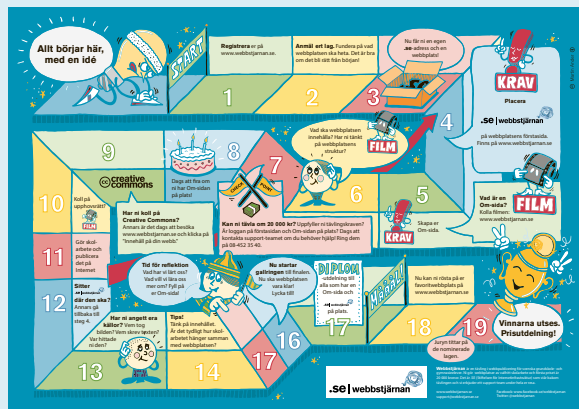 Allt börjar här,
med en idé
START
Registrera er på
www.webbstjarnan.se.
1
Anmäl ert lag. Fundera på vad
webbplatsen ska heta. Det är bra
om det bli rätt från början!
2
Nu får ni en egen
.se-adress och en
webbplats!
3
KRAV
Placera
.se webbstjärnan
på webbplatsens förstasida.
Finns på www.webbstjarnan.se
4
FILM
KRAV
Vad är en
Om-sida?
Kolla filmen:
www.webbstjarnan.se
FILM
Skapa er
Om-sida.
5
Vad ska webbplatsen
innehålla? Har ni tänkt
på webbplatsens
struktur?
6
7
CHECK
POINT
Kan ni tävla om 20 000 kr? Uppfyller ni tävlingskraven?
Är loggan på förstasidan och Om-sidan på plats? Dags att
kontakta support-teamet om du behöver hjälp! Ring dem
på 08-452 35 40.
8
Dags att fixa om
ni har Om-sidan
på plats!
9
creative
commons
Har ni koll på
Creative Commons?
Annars är det dags att besöka
www.webbstjarnan.se och klicka på
"Innehåll på din webb."
10
Koll på
upphovsrätt?
FILM
11
Gör skol-
arbete och
publicera
det på
Internet
12
Sitter
.se webbstjärnan
där den ska?
Annars gå
tillbaka till
steg 4.
13
Har ni angett era
källor? Vem tog
bilden? Vem skrev texten?
Var hittade
ni den?
14
Tips!
Tänk på innehållet.
Är det tydligt hur skol-
arbetet hänger samman
med webbplatsen?
Tid för reflektion
Vad har vi lärt oss?
Vad vill vi lära oss
mer om? Fyll på
er Om-sida!
16
Nu startar
gallringen till finalen.
Nu ska webbplatsen
vara klar!
Lycka till!
17
DIPLOM
-utdelning till
alla som har en
Om-sida och
.se webbstjärnan
på plats.
17
18
Nu kan ni rösta på er
favoritwebbplats på
www.webbstjarnan.se
19
Juryn tittar på
de nominerade
lagen.
Vinnarna utses.
Prisutdelning!
.se webbstjärnan